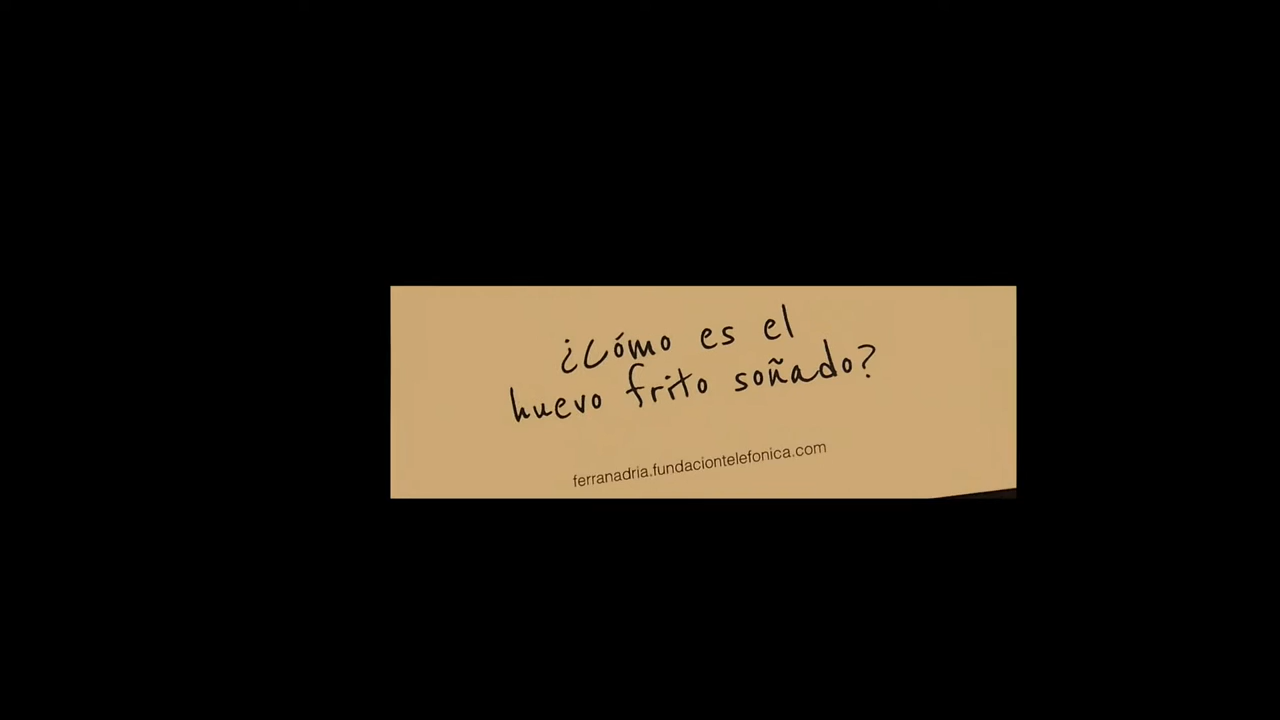 ¿Cómo es el
huevo frito soñado?
ferranadria.fundaciontelefonica.com